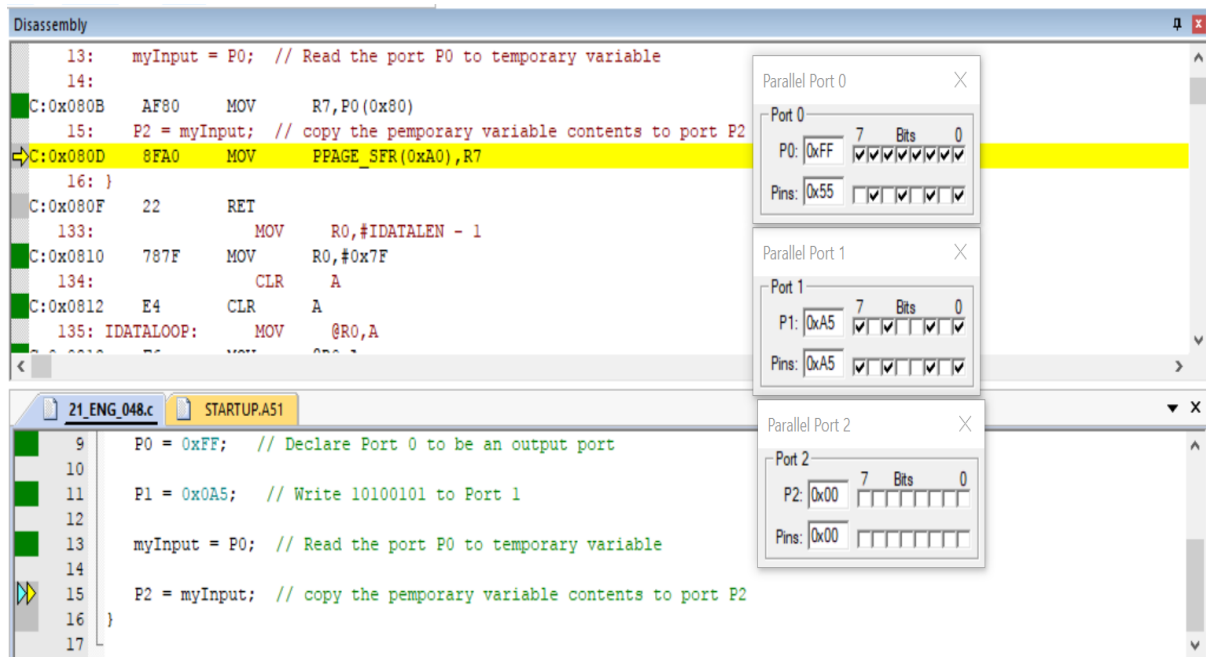 Disassembly
13: myInput = P0; // Read the port P0 to temporary variable
14:
C:0x080B AF80 MOV R7,P0(0x80)
15: P2 = myInput; // copy the pemporary variable contents to port P2
C:0x080D 8FA0 MOV PPAGE_SFR(0xA0),R7
16: }
C:0x080F 22 RET
133: MOV R0,#IDATALEN - 1
C:0x0810 787F MOV R0,#0x7F
134: CLR A
C:0x0812 E4 CLR A
135: IDATALOOP: MOV @R0,A
Parallel Port 0
Port 0
7 Bits 0
P0: 0xFF
Pins: 0x55
Parallel Port 1
Port 1
7 Bits 0
P1: 0xA5
Pins: 0xA5
Parallel Port 2
Port 2
7 Bits 0
P2: 0x00
Pins: 0x00
21_ENG_048.c STARTUP.A51
9 P0 = 0xFF; // Declare Port 0 to be an output port
10
11 P1 = 0x0A5; // Write 10100101 to Port 1
12
13 myInput = P0; // Read the port P0 to temporary variable
14
15 P2 = myInput; // copy the pemporary variable contents to port P2
16 }
17